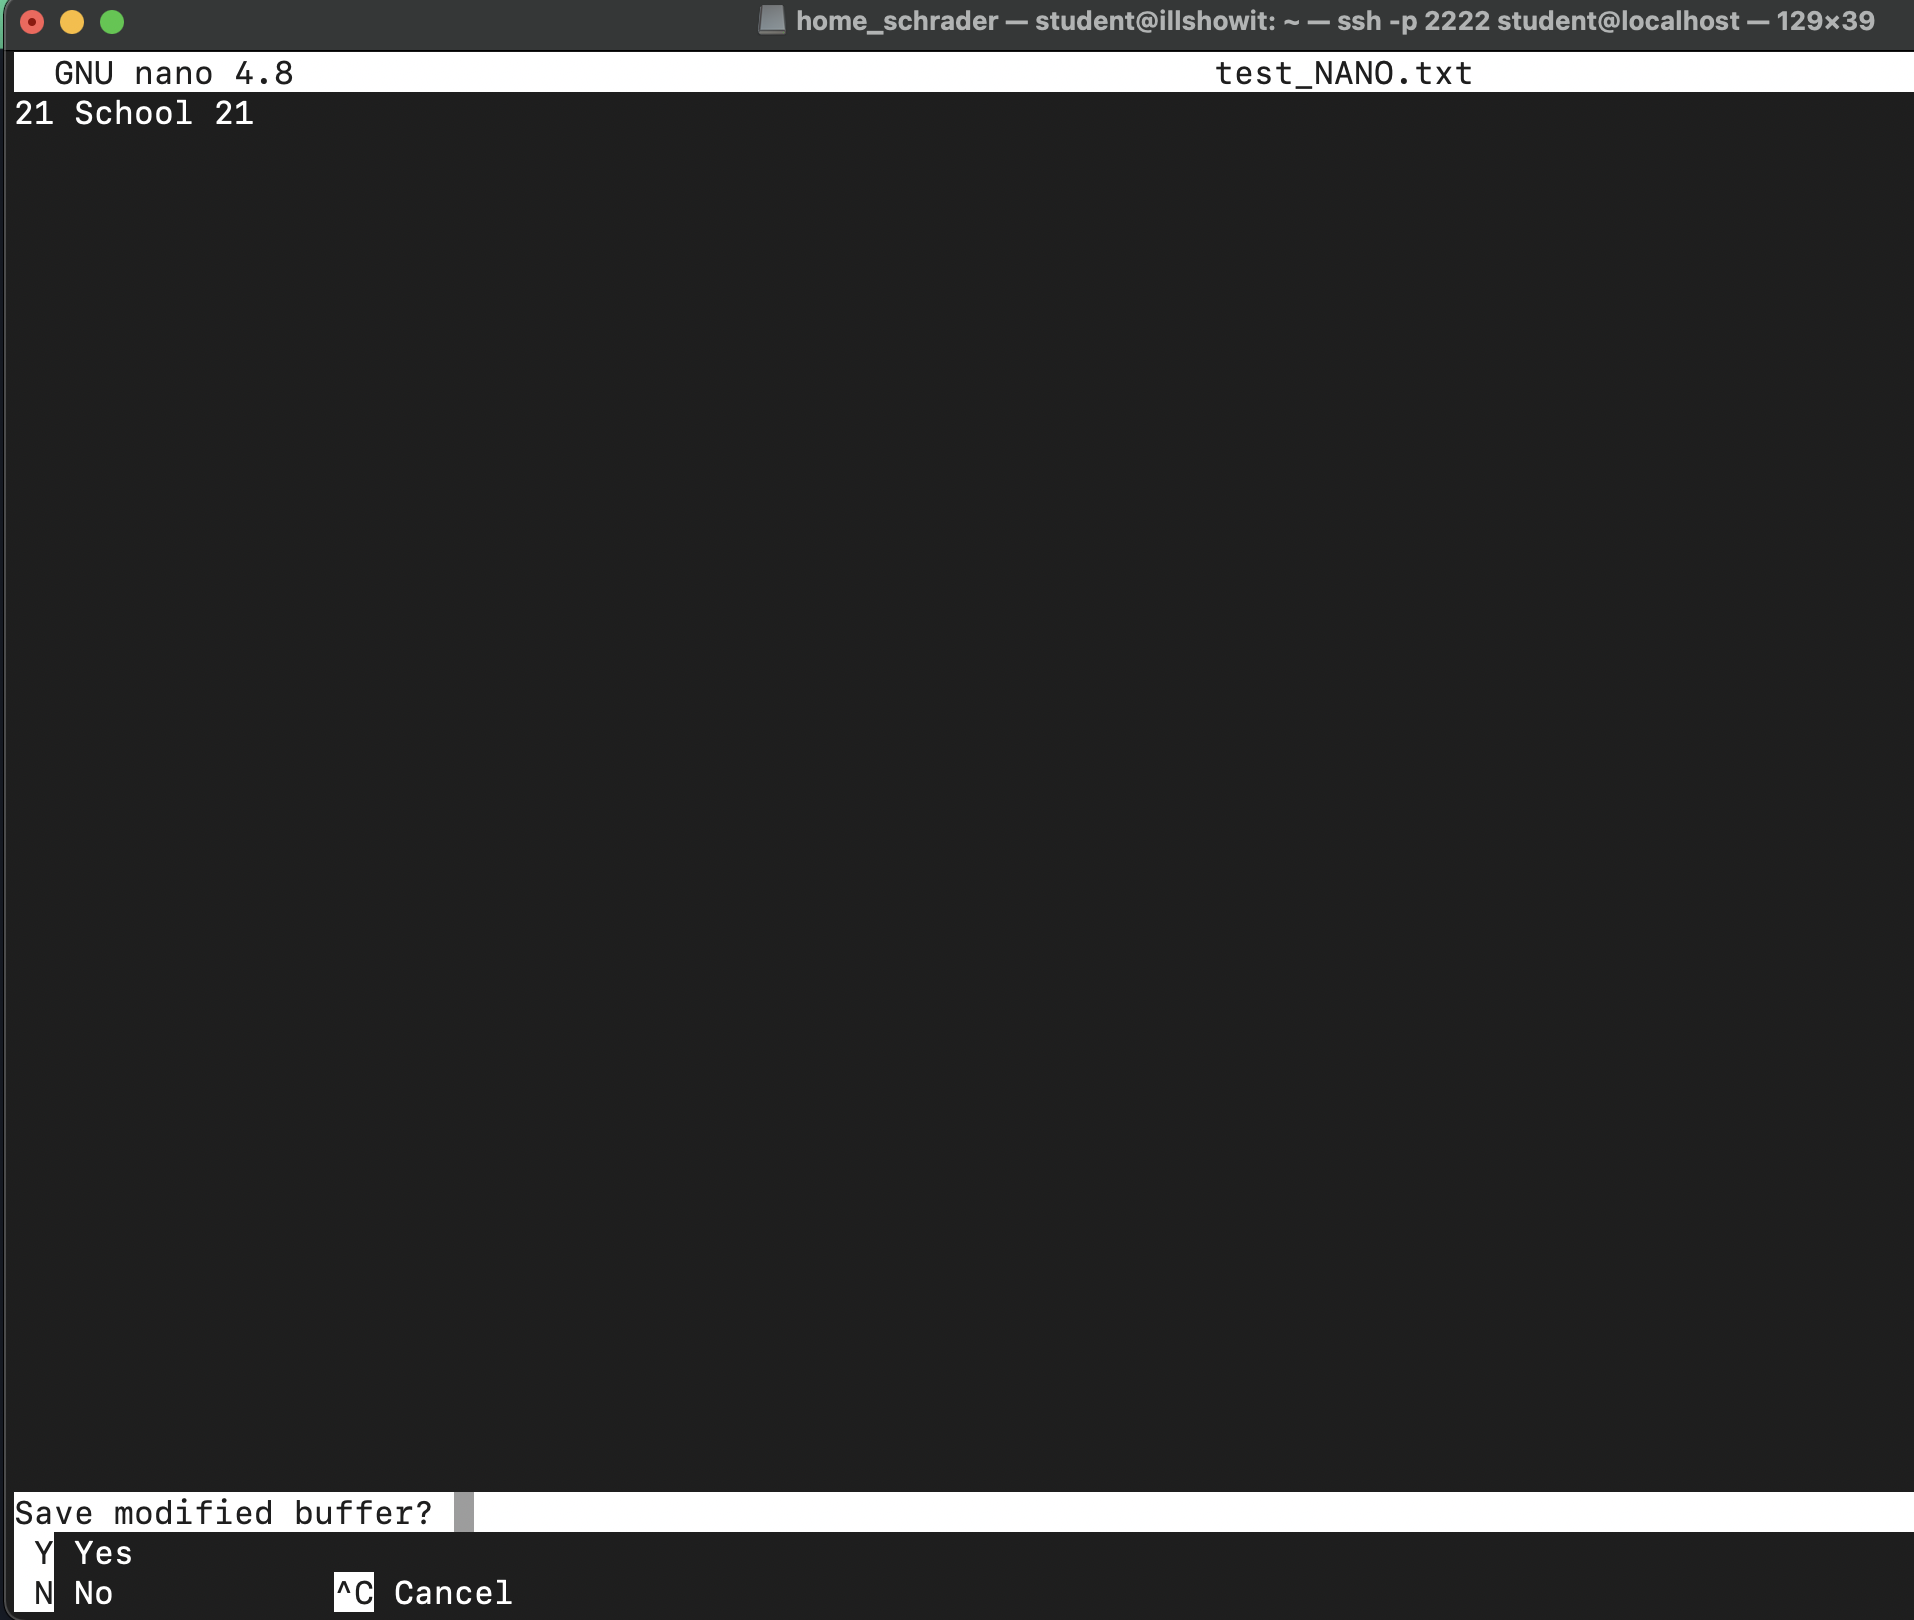 home_schrader — student@illshowit: ~ — ssh -p 2222 student@localhost — 129×39
GNU nano 4.8 test_NANO.txt
21 School 21
Save modified buffer?
Y Yes
N No ^C Cancel